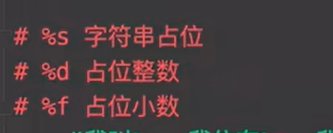 # %s 字符串占位
# %d 占位整数
# %f 占位小数